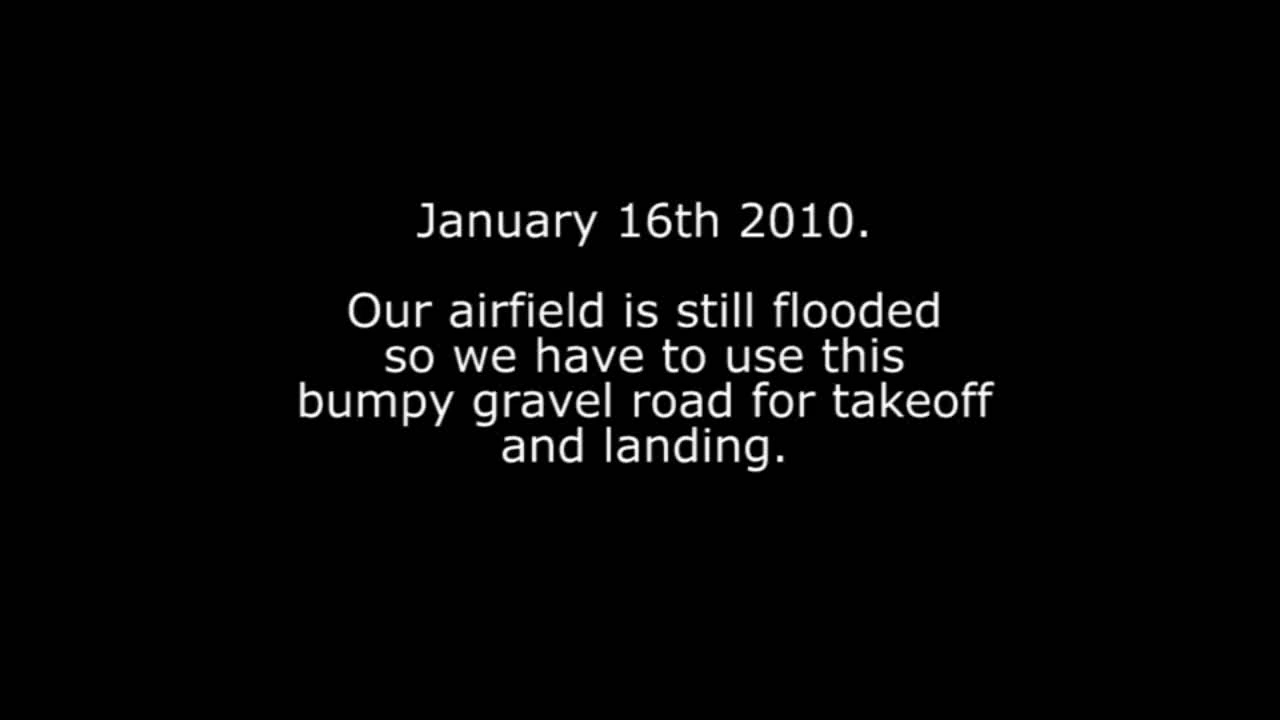 January 16th 2010.
Our airfield is still flooded
so we have to use this
bumpy gravel road for takeoff
and landing.